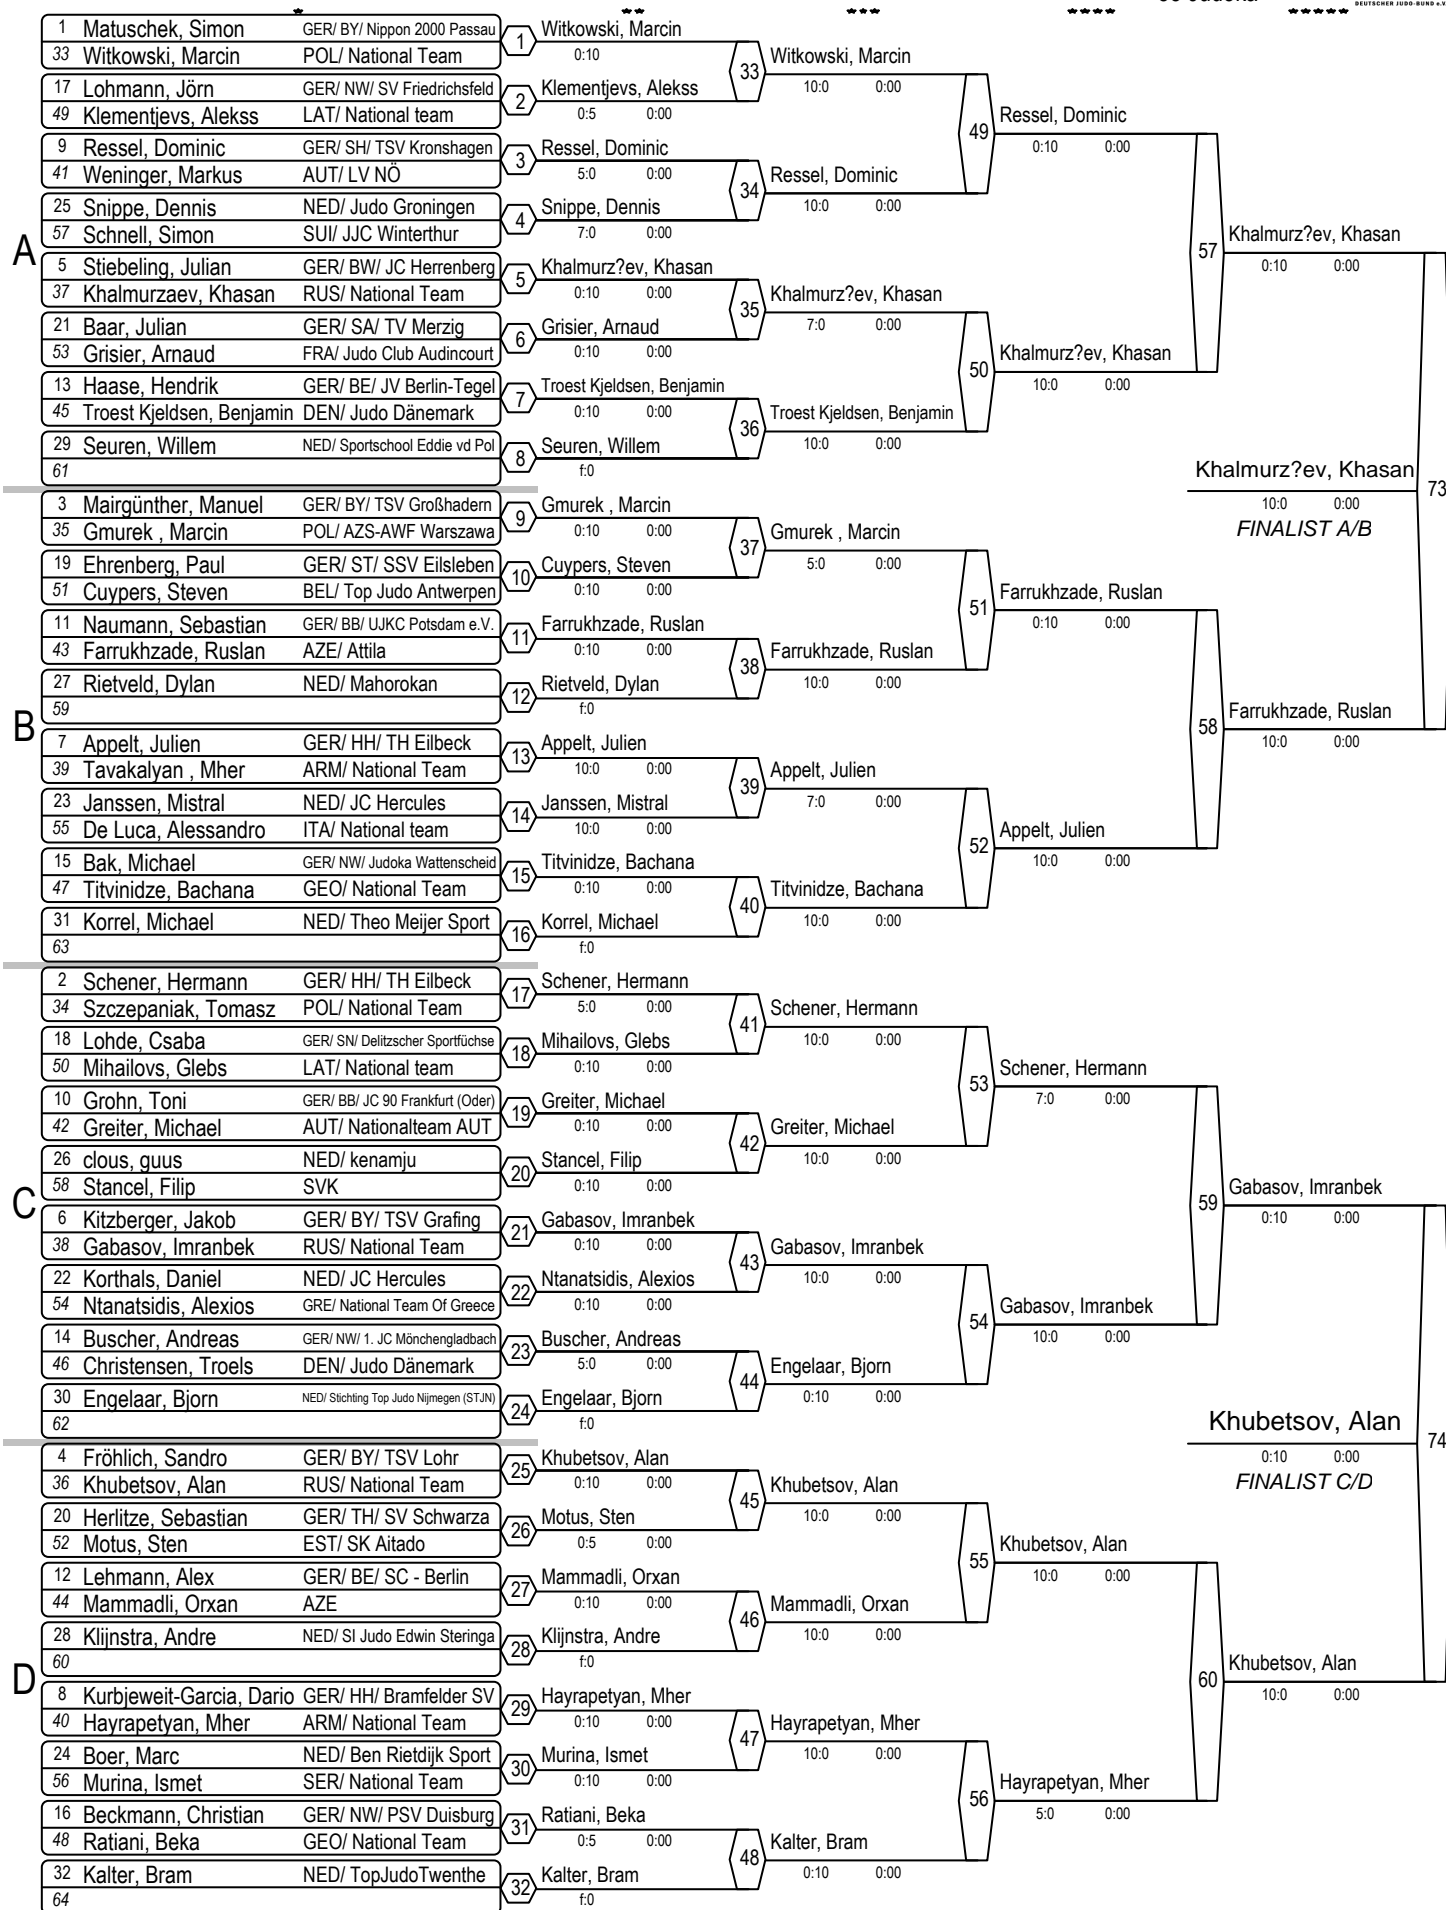 DEUTSCHER JUDO-BUND e.V.
1 Matuschek, Simon GER/ BY/ Nippon 2000 Passau
33 Witkowski, Marcin POL/ National Team
1 Witkowski, Marcin
0:10
17 Lohmann, Jörn GER/ NW/ SV Friedrichsfeld
49 Klementjevs, Alekss LAT/ National team
2 Klementjevs, Alekss
0:5 0:00
33 Witkowski, Marcin
10:0 0:00
9 Ressel, Dominic GER/ SH/ TSV Kronshagen
41 Weninger, Markus AUT/ LV NÖ
3 Ressel, Dominic
5:0 0:00
25 Snippe, Dennis NED/ Judo Groningen
57 Schnell, Simon SUI/ JJC Winterthur
4 Snippe, Dennis
7:0 0:00
34 Ressel, Dominic
10:0 0:00
49 Ressel, Dominic
0:10 0:00
A
5 Stiebeling, Julian GER/ BW/ JC Herrenberg
37 Khalmurzaev, Khasan RUS/ National Team
5 Khalmurz?ev, Khasan
0:10 0:00
21 Baar, Julian GER/ SA/ TV Merzig
53 Grisier, Arnaud FRA/ Judo Club Audincourt
6 Grisier, Arnaud
0:10 0:00
35 Khalmurz?ev, Khasan
7:0 0:00
13 Haase, Hendrik GER/ BE/ JV Berlin-Tegel
45 Troest Kjeldsen, Benjamin DEN/ Judo Dänemark
7 Troest Kjeldsen, Benjamin
0:10 0:00
29 Seuren, Willem NED/ Sportschool Eddie vd Pol
61
8 Seuren, Willem
f:0
36 Troest Kjeldsen, Benjamin
10:0 0:00
50 Khalmurz?ev, Khasan
10:0 0:00
57 Khalmurz?ev, Khasan
0:10 0:00
Khalmurz?ev, Khasan
10:0 0:00
FINALIST A/B
73
3 Mairgünther, Manuel GER/ BY/ TSV Großhadern
35 Gmurek , Marcin POL/ AZS-AWF Warszawa
9 Gmurek , Marcin
0:10 0:00
19 Ehrenberg, Paul GER/ ST/ SSV Eilsleben
51 Cuypers, Steven BEL/ Top Judo Antwerpen
10 Cuypers, Steven
0:10 0:00
37 Gmurek , Marcin
5:0 0:00
11 Naumann, Sebastian GER/ BB/ UJKC Potsdam e.V.
43 Farrukhzade, Ruslan AZE/ Attila
11 Farrukhzade, Ruslan
0:10 0:00
27 Rietveld, Dylan NED/ Mahorokan
59
12 Rietveld, Dylan
f:0
38 Farrukhzade, Ruslan
10:0 0:00
51 Farrukhzade, Ruslan
0:10 0:00
B
7 Appelt, Julien GER/ HH/ TH Eilbeck
39 Tavakalyan , Mher ARM/ National Team
13 Appelt, Julien
10:0 0:00
23 Janssen, Mistral NED/ JC Hercules
55 De Luca, Alessandro ITA/ National team
14 Janssen, Mistral
10:0 0:00
39 Appelt, Julien
7:0 0:00
15 Bak, Michael GER/ NW/ Judoka Wattenscheid
47 Titvinidze, Bachana GEO/ National Team
15 Titvinidze, Bachana
0:10 0:00
31 Korrel, Michael NED/ Theo Meijer Sport
63
16 Korrel, Michael
f:0
40 Titvinidze, Bachana
10:0 0:00
52 Appelt, Julien
10:0 0:00
58 Farrukhzade, Ruslan
10:0 0:00
2 Schener, Hermann GER/ HH/ TH Eilbeck
34 Szczepaniak, Tomasz POL/ National Team
17 Schener, Hermann
5:0 0:00
18 Lohde, Csaba GER/ SN/ Delitzscher Sportfüchse
50 Mihailovs, Glebs LAT/ National team
18 Mihailovs, Glebs
0:10 0:00
41 Schener, Hermann
10:0 0:00
10 Grohn, Toni GER/ BB/ JC 90 Frankfurt (Oder)
42 Greiter, Michael AUT/ Nationalteam AUT
19 Greiter, Michael
0:10 0:00
26 clous, guus NED/ kenamju
58 Stancel, Filip SVK
20 Stancel, Filip
0:10 0:00
42 Greiter, Michael
10:0 0:00
53 Schener, Hermann
7:0 0:00
C
6 Kitzberger, Jakob GER/ BY/ TSV Grafing
38 Gabasov, Imranbek RUS/ National Team
21 Gabasov, Imranbek
0:10 0:00
22 Korthals, Daniel NED/ JC Hercules
54 Ntanatsidis, Alexios GRE/ National Team Of Greece
22 Ntanatsidis, Alexios
0:10 0:00
43 Gabasov, Imranbek
10:0 0:00
14 Buscher, Andreas GER/ NW/ 1. JC Mönchengladbach
46 Christensen, Troels DEN/ Judo Dänemark
23 Buscher, Andreas
5:0 0:00
30 Engelaar, Bjorn NED/ Stichting Top Judo Nijmegen (STJN)
62
24 Engelaar, Bjorn
f:0
44 Engelaar, Bjorn
0:10 0:00
54 Gabasov, Imranbek
10:0 0:00
59 Gabasov, Imranbek
0:10 0:00
Khubetsov, Alan
0:10 0:00
FINALIST C/D
74
4 Fröhlich, Sandro GER/ BY/ TSV Lohr
36 Khubetsov, Alan RUS/ National Team
25 Khubetsov, Alan
0:10 0:00
20 Herlitze, Sebastian GER/ TH/ SV Schwarza
52 Motus, Sten EST/ SK Aitado
26 Motus, Sten
0:5 0:00
45 Khubetsov, Alan
10:0 0:00
12 Lehmann, Alex GER/ BE/ SC - Berlin
44 Mammadli, Orxan AZE
27 Mammadli, Orxan
0:10 0:00
28 Klijnstra, Andre NED/ SI Judo Edwin Steringa
60
28 Klijnstra, Andre
f:0
46 Mammadli, Orxan
10:0 0:00
55 Khubetsov, Alan
10:0 0:00
D
8 Kurbjeweit-Garcia, Dario GER/ HH/ Bramfelder SV
40 Hayrapetyan, Mher ARM/ National Team
29 Hayrapetyan, Mher
0:10 0:00
24 Boer, Marc NED/ Ben Rietdijk Sport
56 Murina, Ismet SER/ National Team
30 Murina, Ismet
0:10 0:00
47 Hayrapetyan, Mher
10:0 0:00
16 Beckmann, Christian GER/ NW/ PSV Duisburg
48 Ratiani, Beka GEO/ National Team
31 Ratiani, Beka
0:5 0:00
32 Kalter, Bram NED/ TopJudoTwenthe
64
32 Kalter, Bram
f:0
48 Kalter, Bram
0:10 0:00
56 Hayrapetyan, Mher
5:0 0:00
60 Khubetsov, Alan
10:0 0:00